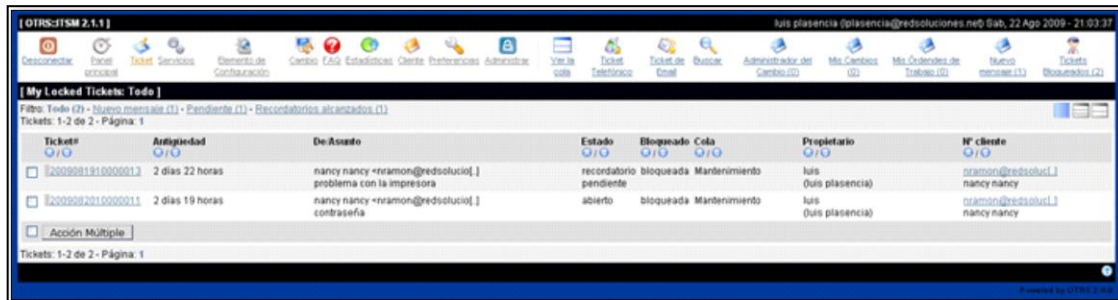 [ OTRS::ITSM 2.1.1 ] luis plasencia (lplasencia@redsoluciones.net) Sab, 22 Ago 2009 - 21:03:37
Desconectar Panel principal Ticket Servicios Elemento de Configuración Cambio FAQ Estadísticas Cliente Preferencias Administrar Ver la cola Ticket Telefónico Ticket de Email Buscar Administrador del Cambio (0) Mis Cambios (0) Mis Órdendes de Trabajo (0) Nuevo mensaje (1) Tickets Bloqueados (2)
[ My Locked Tickets: Todo ]
Filtro: Todo (2) - Nuevo mensaje (1) - Pendiente (1) - Recordatorios alcanzados (1)
Tickets: 1-2 de 2 - Página: 1
Ticket# Antigüedad De/Asunto Estado Bloqueado Cola Propietario Nº cliente
2009081910000013 2 días 22 horas nancy nancy <nramon@redsolucio[..] recordatorio bloqueada Mantenimiento luis nramon@redsoluc[..]
problema con la impresora pendiente (luis plasencia) nancy nancy
2009082010000011 2 días 19 horas nancy nancy <nramon@redsolucio[..] abierto bloqueada Mantenimiento luis nramon@redsoluc[..]
contraseña (luis plasencia) nancy nancy
Acción Múltiple
Tickets: 1-2 de 2 - Página: 1
Powered by OTRS 2.4.0